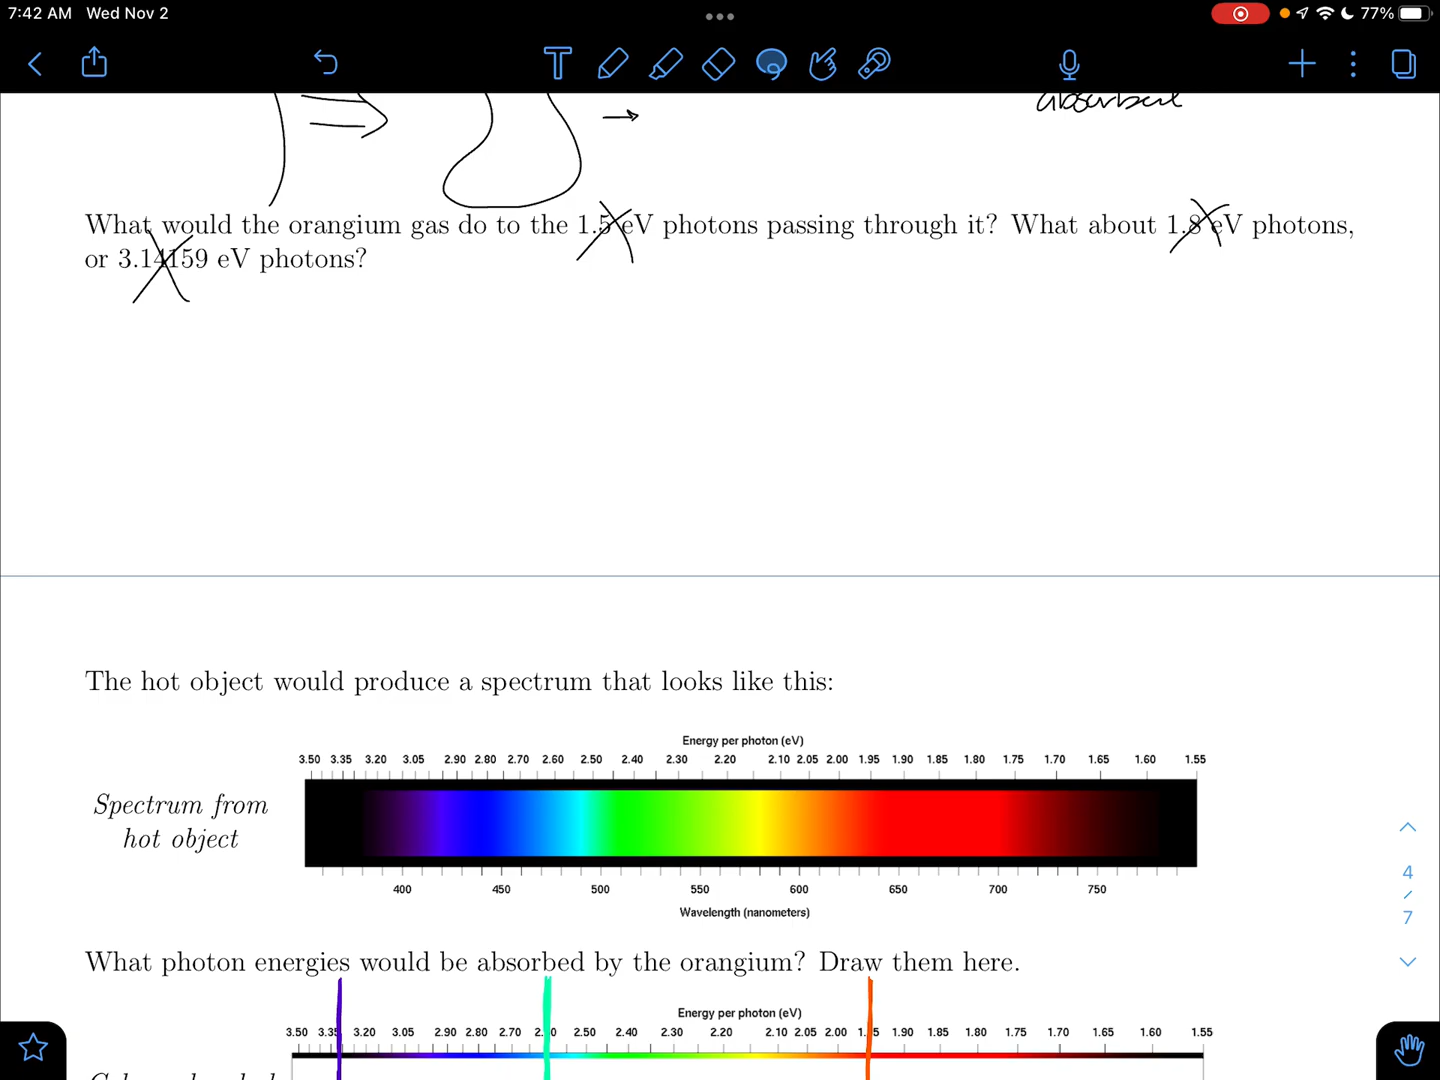 7:42 AM Wed Nov 2
77%
absorbed
What would the orangium gas do to the 1.5 eV photons passing through it? What about 1.8 eV photons,
or 3.14159 eV photons?
The hot object would produce a spectrum that looks like this:
Energy per photon (eV)
3.50 3.35 3.20 3.05 2.90 2.80 2.70 2.60 2.50 2.40 2.30 2.20 2.10 2.05 2.00 1.95 1.90 1.85 1.80 1.75 1.70 1.65 1.60 1.55
Spectrum from
hot object
400 450 500 550 600 650 700 750
Wavelength (nanometers)
4
/
7
What photon energies would be absorbed by the orangium? Draw them here.
Energy per photon (eV)
3.50 3.35 3.20 3.05 2.90 2.80 2.70 2.60 2.50 2.40 2.30 2.20 2.10 2.05 2.00 1.95 1.90 1.85 1.80 1.75 1.70 1.65 1.60 1.55